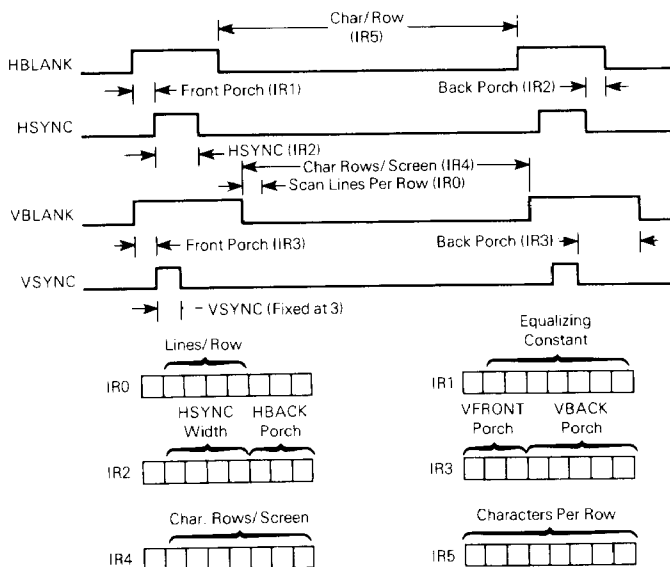 Char/Row
(IR5)
HBLANK
Front Porch (IR1)
Back Porch (IR2)
HSYNC
HSYNC (IR2)
Char Rows/Screen (IR4)
Scan Lines Per Row (IR0)
VBLANK
Front Porch (IR3)
Back Porch (IR3)
VSYNC
VSYNC (Fixed at 3)
Lines/Row
IR0
Equalizing
Constant
IR1
HSYNC
Width
HBACK
Porch
IR2
VFRONT
Porch
VBACK
Porch
IR3
Char. Rows/Screen
IR4
Characters Per Row
IR5